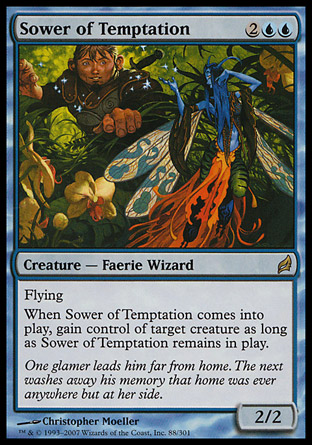 Sower of Temptation 2
Creature — Faerie Wizard
Flying
When Sower of Temptation comes into
play, gain control of target creature as long
as Sower of Temptation remains in play.
One glamer leads him far from home. The next
washes away his memory that home was ever
anywhere but at her side.
Christopher Moeller
™ & © 1993–2007 Wizards of the Coast, Inc. 88/301
2/2